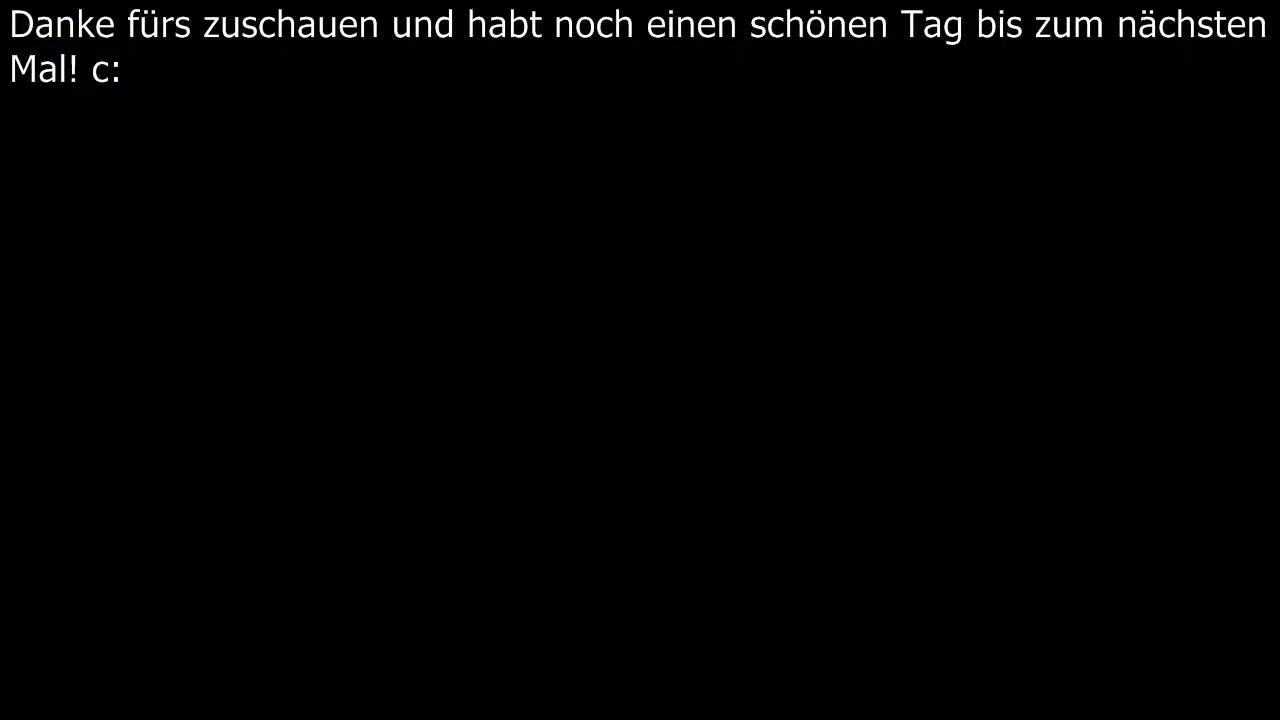 Danke fürs zuschauen und habt noch einen schönen Tag bis zum nächsten
Mal! c: